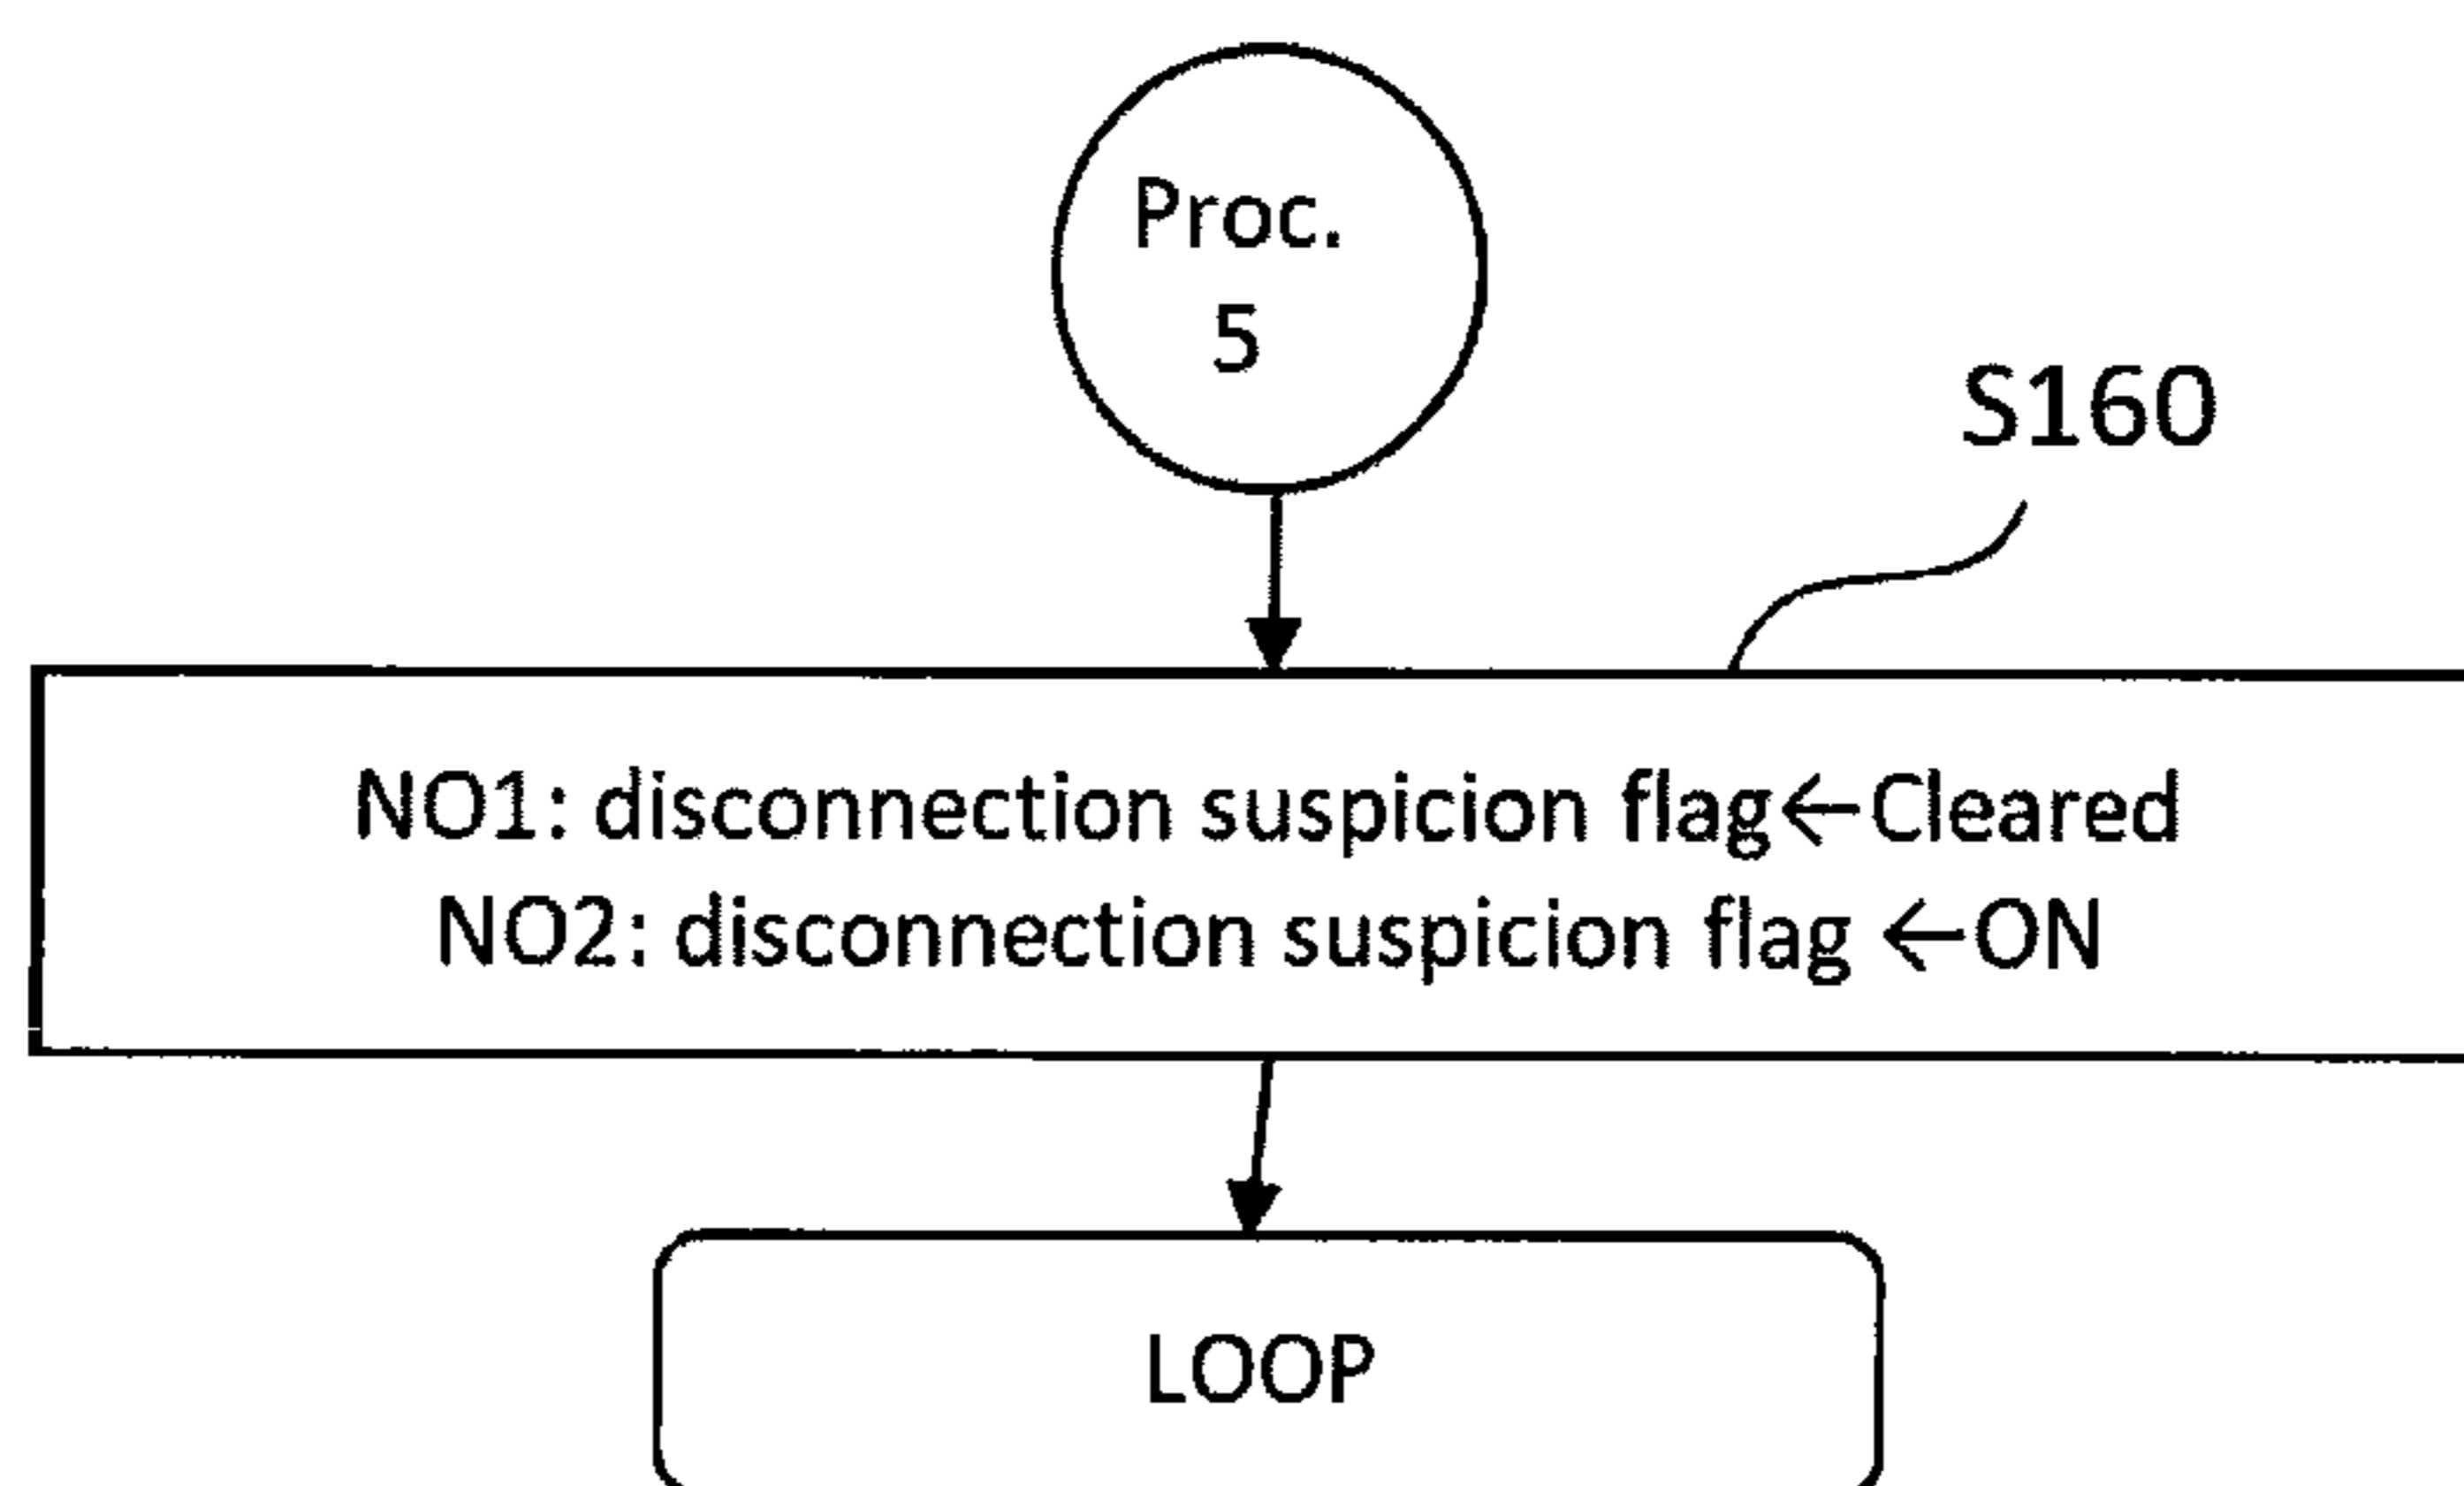 Proc.
5
S160
NO1: disconnection suspicion flag←Cleared
NO2: disconnection suspicion flag ←ON
LOOP